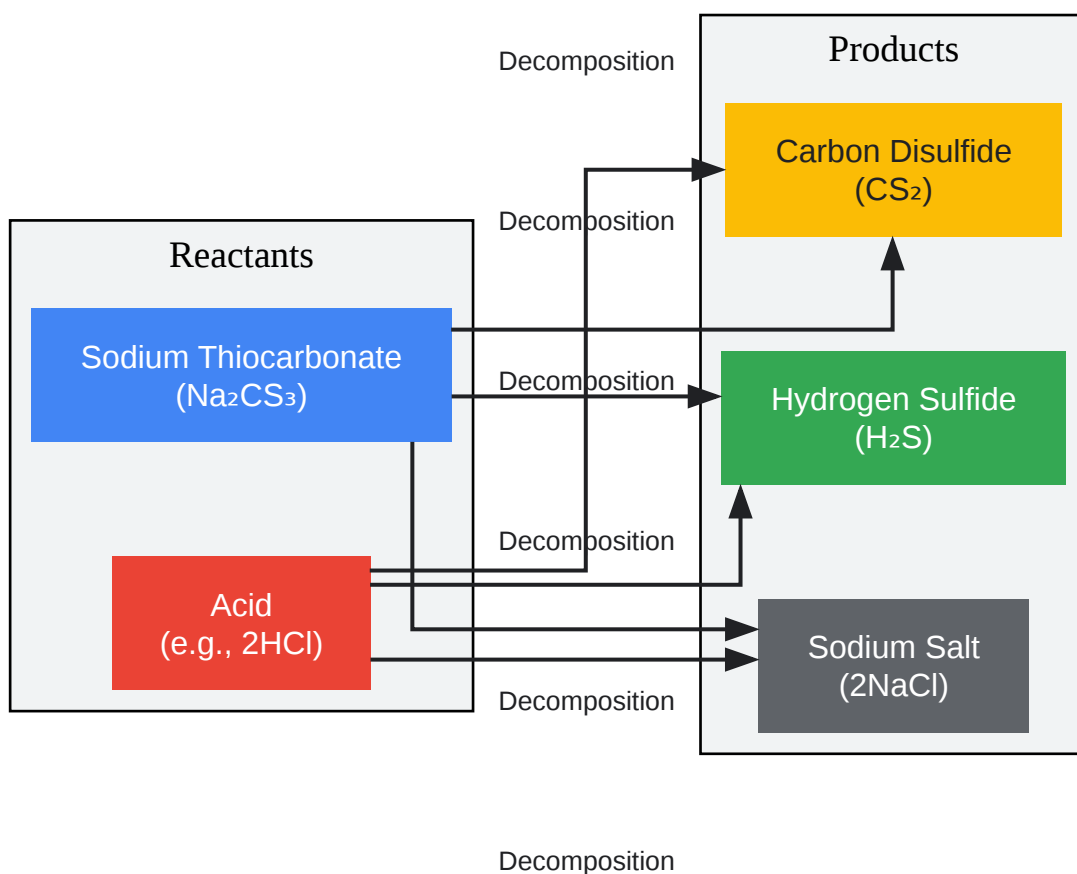 Decomposition
Products
Carbon Disulfide
(CS₂)
Decomposition
Reactants
Sodium Thiocarbonate
(Na₂CS₃)
Decomposition
Hydrogen Sulfide
(H₂S)
Decomposition
Acid
(e.g., 2HCl)
Sodium Salt
(2NaCl)
Decomposition
Decomposition